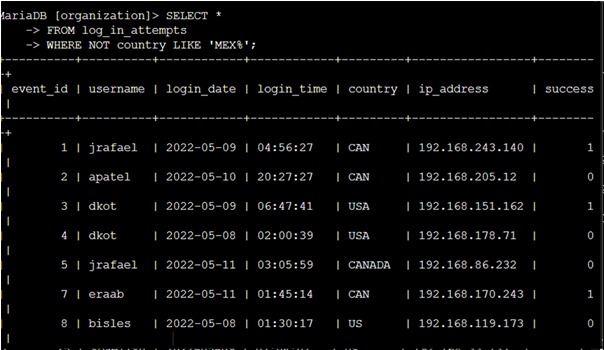 MariaDB [organization]> SELECT *
-> FROM log_in_attempts
-> WHERE NOT country LIKE 'MEX%';
event_id | username | login_date | login_time | country | ip_address | success |
1 | jrafael | 2022-05-09 | 04:56:27 | CAN | 192.168.243.140 | 1 |
2 | apatel | 2022-05-10 | 20:27:27 | CAN | 192.168.205.12 | 0 |
3 | dkot | 2022-05-09 | 06:47:41 | USA | 192.168.151.162 | 1 |
4 | dkot | 2022-05-08 | 02:00:39 | USA | 192.168.178.71 | 0 |
5 | jrafael | 2022-05-11 | 03:05:59 | CANADA | 192.168.86.232 | 0 |
7 | eraab | 2022-05-11 | 01:45:14 | CAN | 192.168.170.243 | 1 |
8 | bisles | 2022-05-08 | 01:30:17 | US | 192.168.119.173 | 0 |